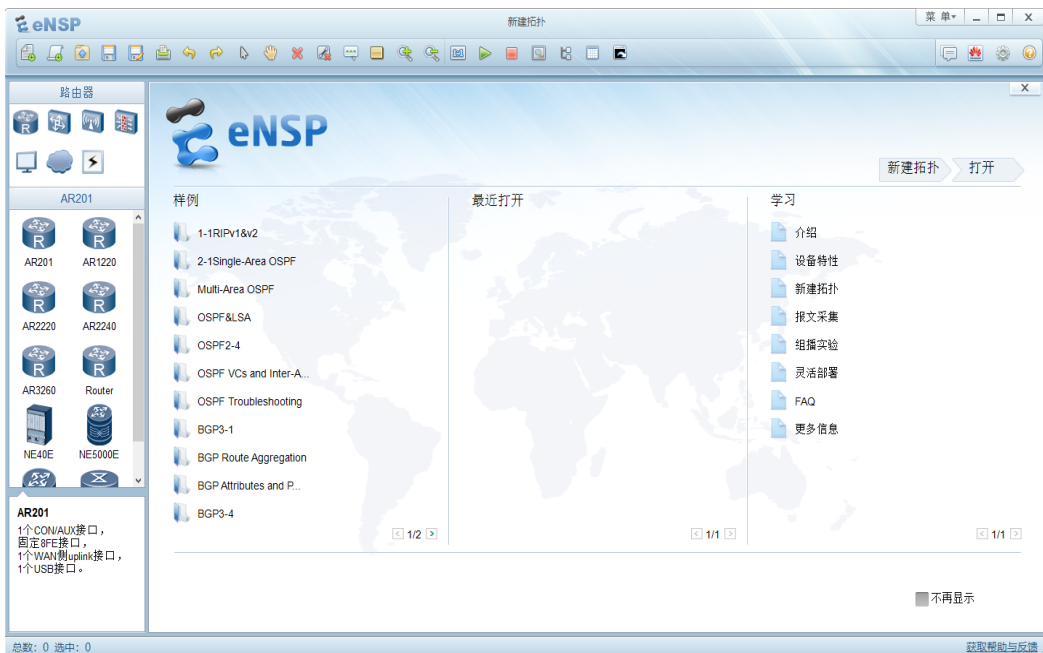 eNSP
新建拓扑
菜 单
路由器
AR201
AR201
AR1220
AR2220
AR2240
AR3260
Router
NE40E
NE5000E
AR201
1个CON/AUX接口，
固定8FE接口，
1个WAN侧uplink接口，
1个USB接口。
eNSP
新建拓扑
打开
样例
1-1RIPv1&v2
2-1Single-Area OSPF
Multi-Area OSPF
OSPF&LSA
OSPF2-4
OSPF VCs and Inter-A...
OSPF Troubleshooting
BGP3-1
BGP Route Aggregation
BGP Attributes and P...
BGP3-4
1/2
最近打开
1/1
学习
介绍
设备特性
新建拓扑
报文采集
组播实验
灵活部署
FAQ
更多信息
1/1
不再显示
总数: 0 选中: 0
获取帮助与反馈